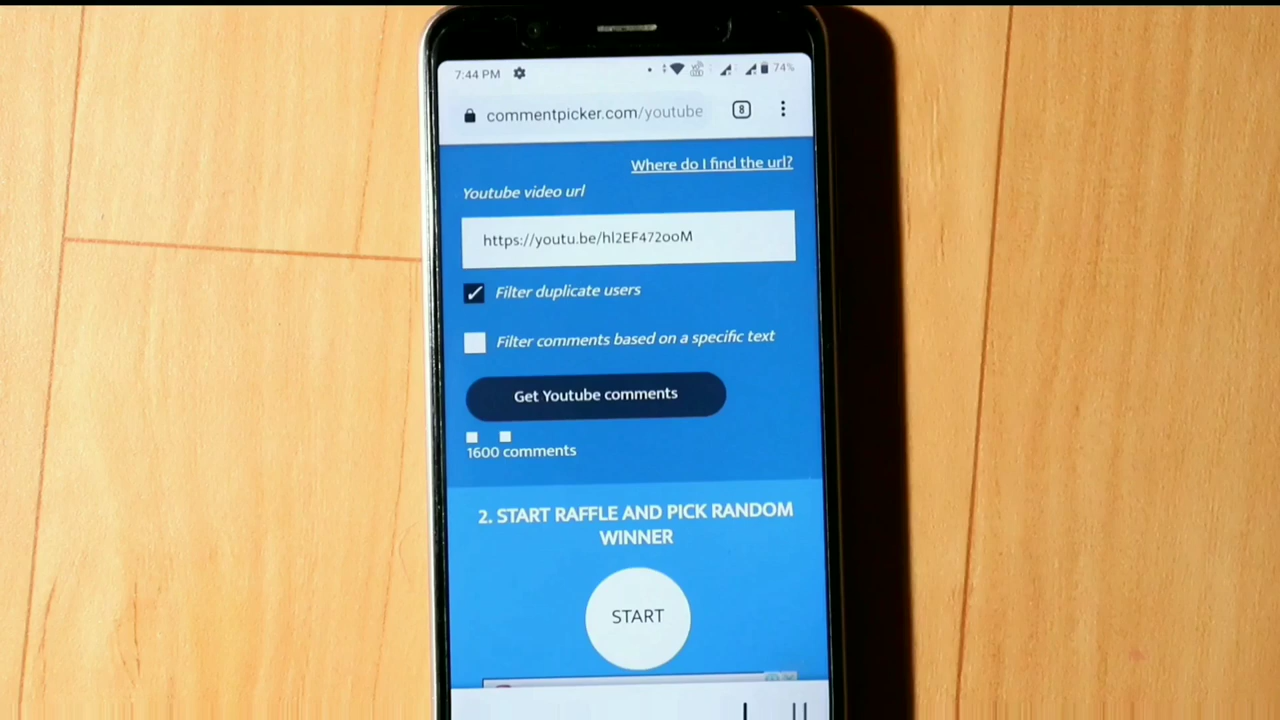 7:44 PM
74%
commentpicker.com/youtube
8
Where do I find the url?
Youtube video url
https://youtu.be/hl2EF472ooM
Filter duplicate users
Filter comments based on a specific text
Get Youtube comments
1600 comments
2. START RAFFLE AND PICK RANDOM
WINNER
START